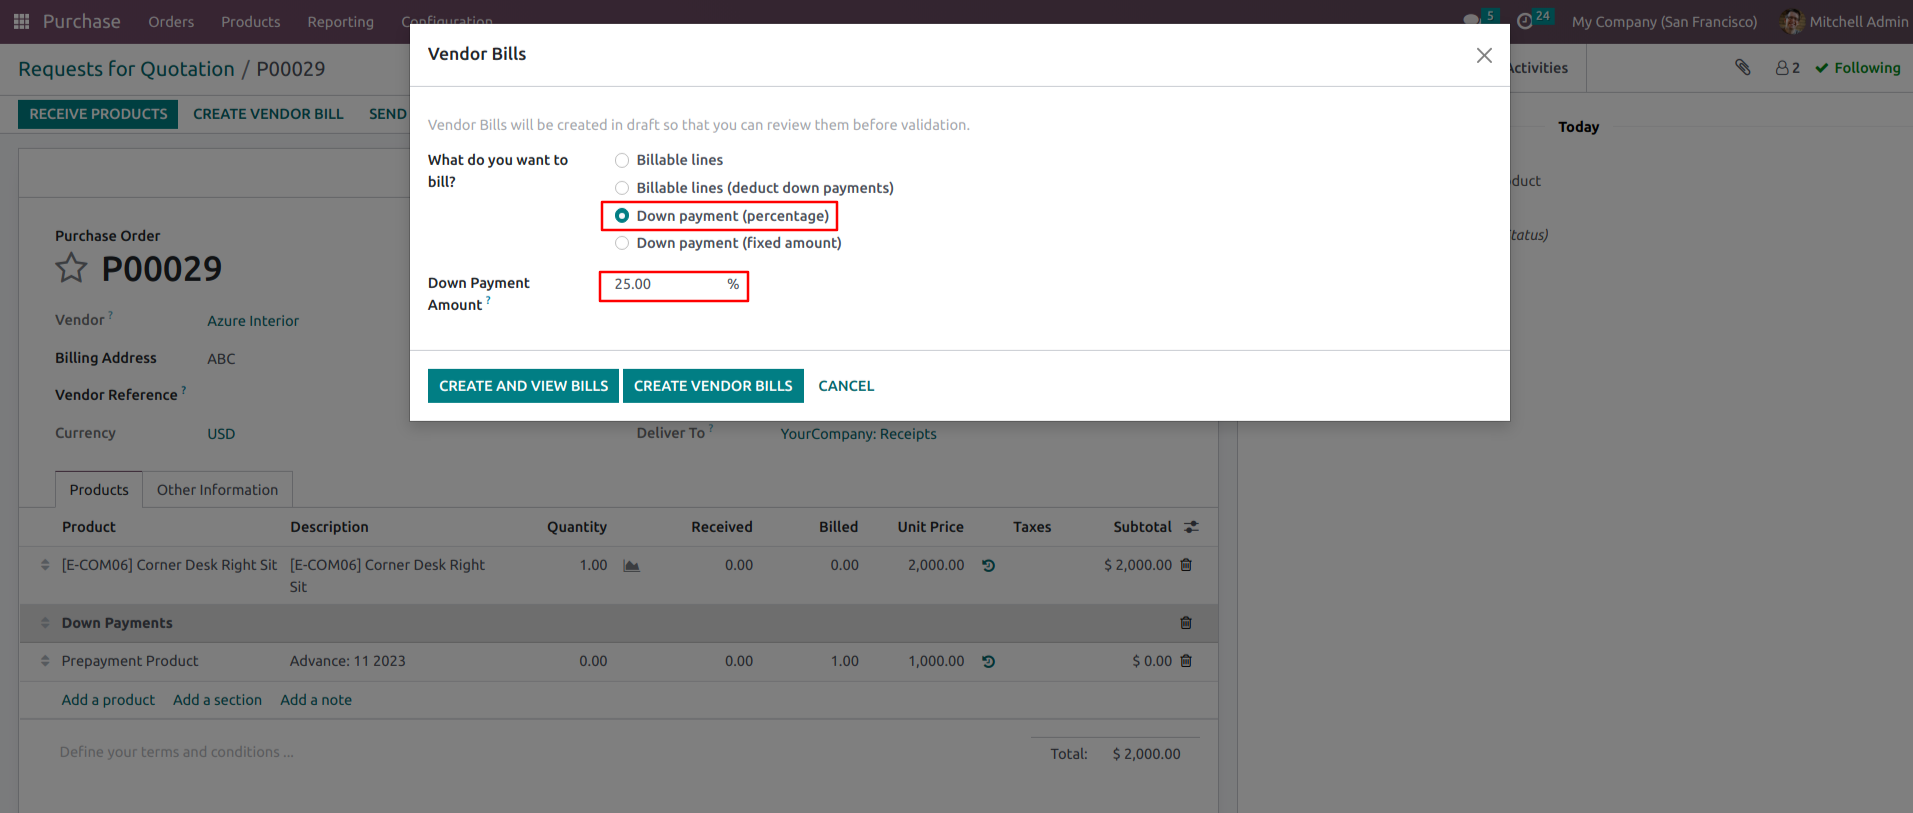 Purchase Orders Products Reporting Configuration 5 24 My Company (San Francisco) Mitchell Admin
Requests for Quotation / P00029
Activities 2 Following
RECEIVE PRODUCTS CREATE VENDOR BILL SEND
Vendor Bills
Vendor Bills will be created in draft so that you can review them before validation.
What do you want to
bill?
Billable lines
Billable lines (deduct down payments)
Down payment (percentage)
Down payment (fixed amount)
Down Payment
Amount ?
25.00 %
CREATE AND VIEW BILLS CREATE VENDOR BILLS CANCEL
Today
duct
tatus)
Purchase Order
P00029
Vendor ? Azure Interior
Billing Address ABC
Vendor Reference ?
Currency USD
Deliver To ? YourCompany: Receipts
Products Other Information
Product Description Quantity Received Billed Unit Price Taxes Subtotal
[E-COM06] Corner Desk Right Sit [E-COM06] Corner Desk Right 1.00 0.00 0.00 2,000.00 $ 2,000.00
Sit
Down Payments
Prepayment Product Advance: 11 2023 0.00 0.00 1.00 1,000.00 $ 0.00
Add a product Add a section Add a note
Define your terms and conditions ...
Total: $ 2,000.00